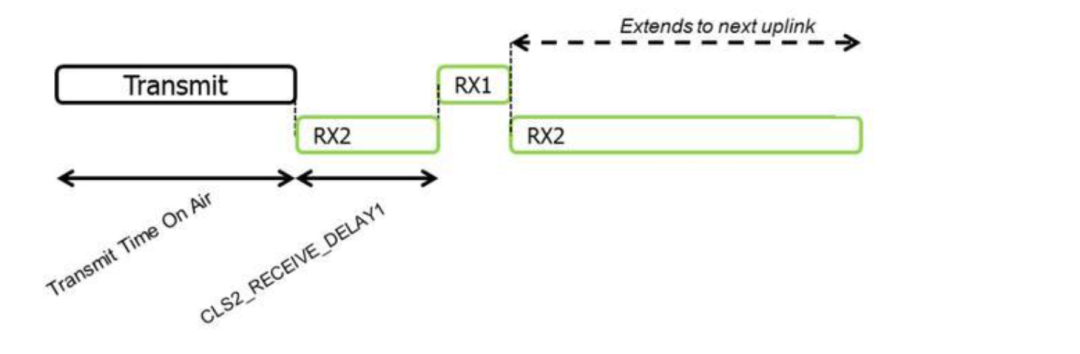 Extends to next uplink
Transmit
RX1
RX2
RX2
Transmit Time On Air
CLS2_RECEIVE_DELAY1